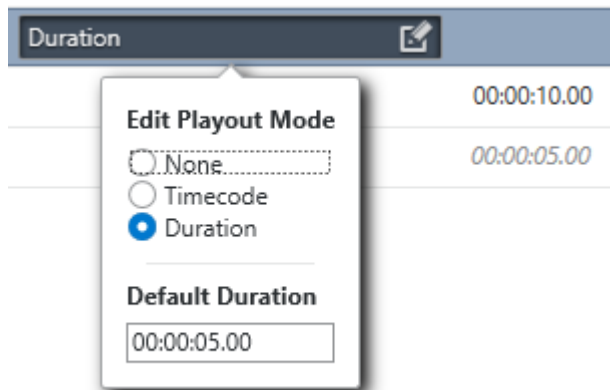 Duration
00:00:10.00
Edit Playout Mode
00:00:05.00
None
Timecode
Duration
Default Duration
00:00:05.00